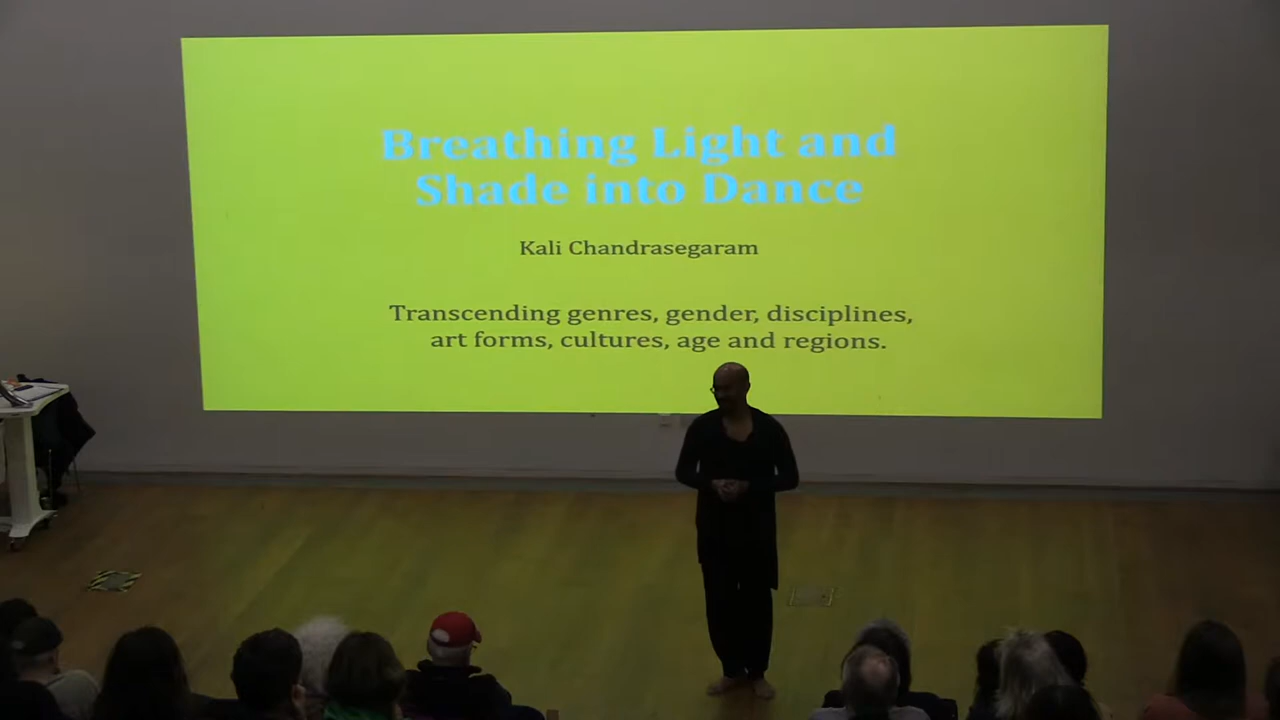 Breathing Light and
Shade into Dance
Kali Chandrasegaram
Transcending genres, gender, disciplines,
art forms, cultures, age and regions.